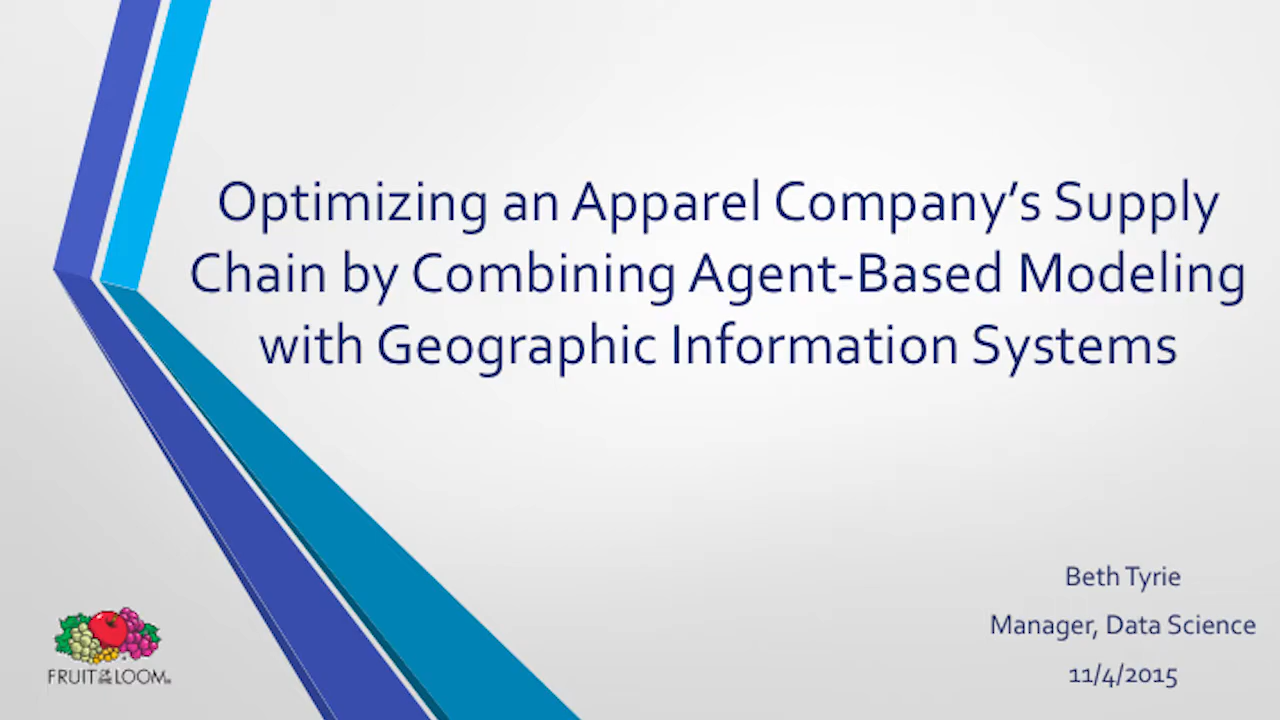 Optimizing an Apparel Company’s Supply
Chain by Combining Agent-Based Modeling
with Geographic Information Systems
Beth Tyrie
Manager, Data Science
11/4/2015
FRUIT OF THE LOOM